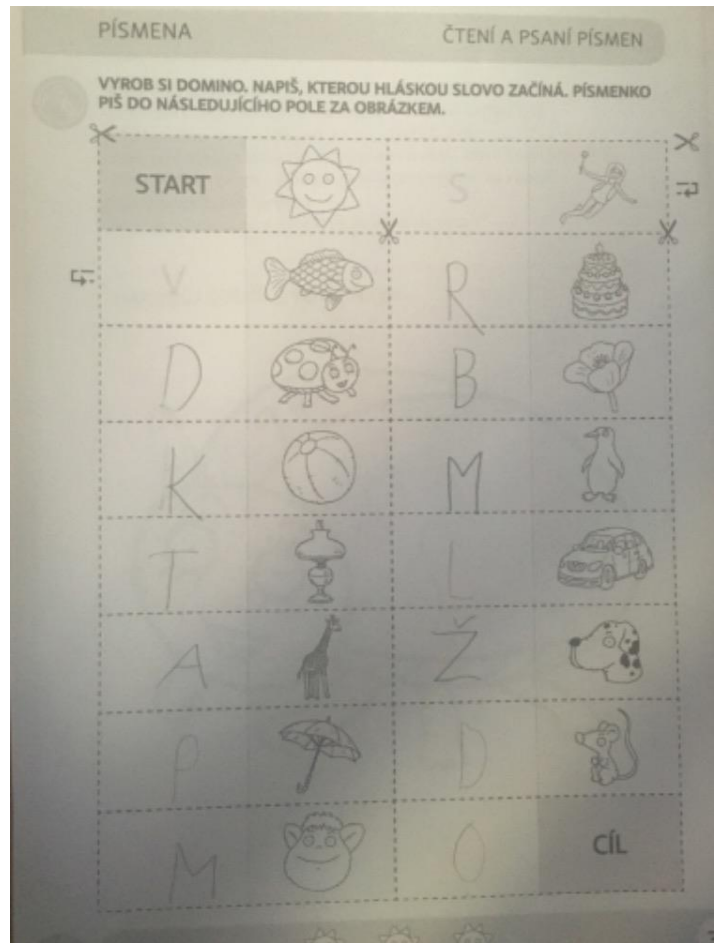 PÍSMENA
ČTENÍ A PSANÍ PÍSMEN
VYROB SI DOMINO. NAPIŠ, KTEROU HLÁSKOU SLOVO ZAČÍNÁ. PÍSMENKO
PIŠ DO NÁSLEDUJÍCÍHO POLE ZA OBRÁZKEM.
START S
V R
D B
K M
T L
A Ž
P D
M O CÍL